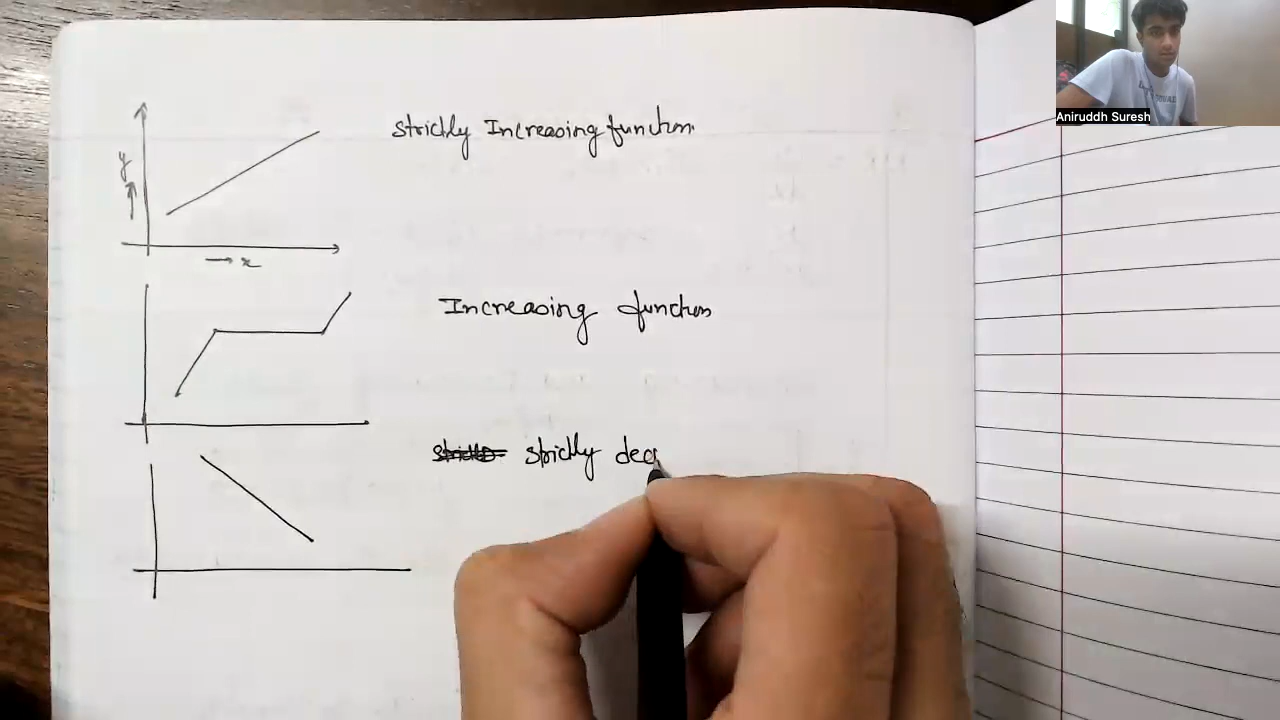 Aniruddh Suresh
Strictly Increasing function
y
x
Increasing function
strictly dec